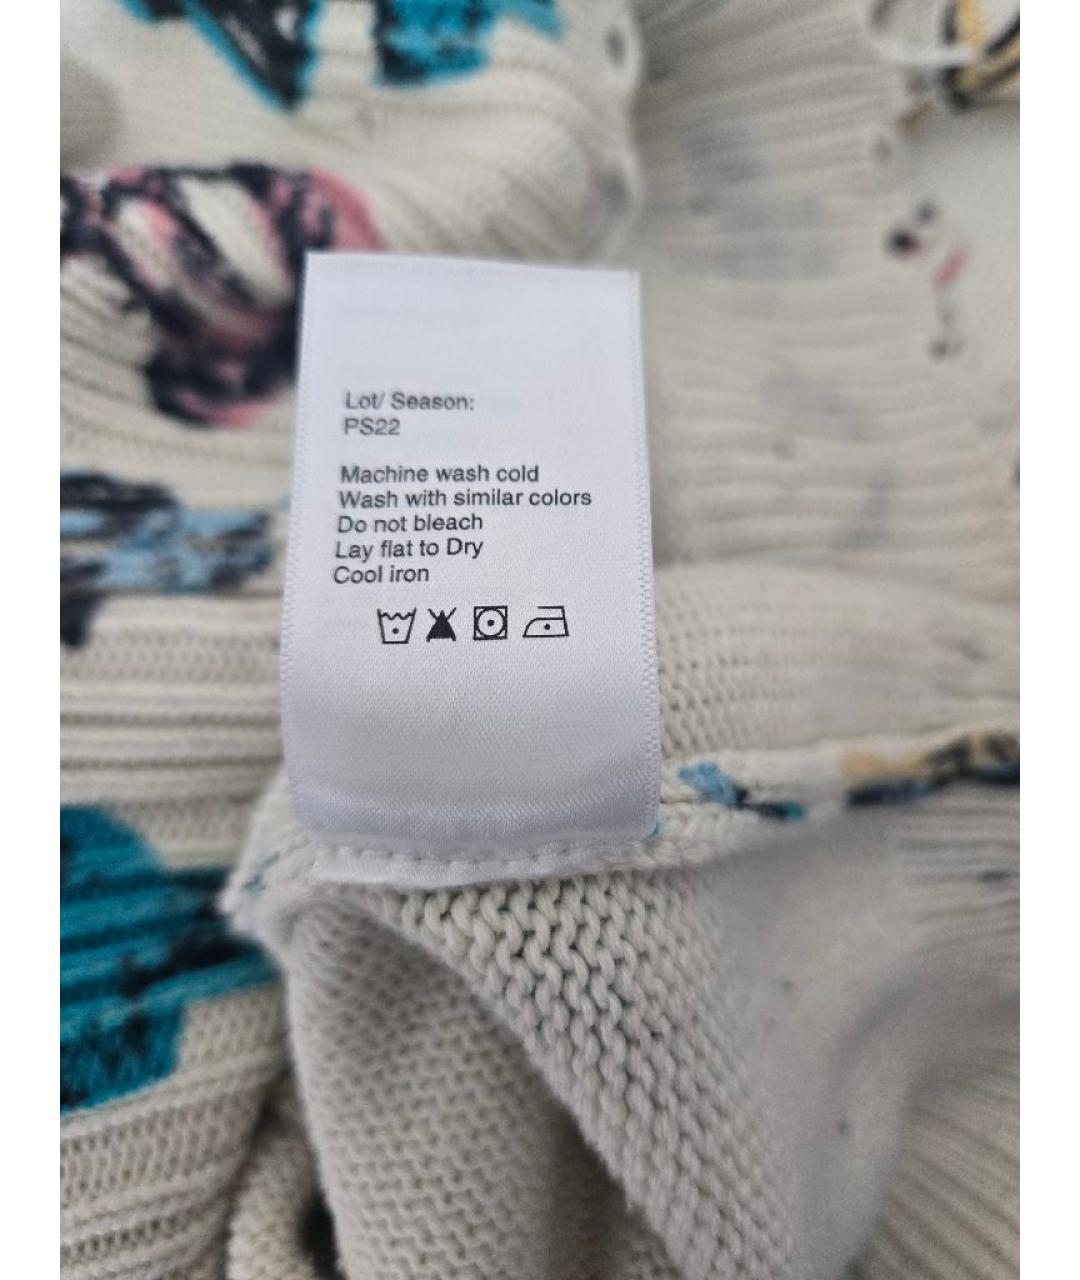 Lot/ Season:
PS22
Machine wash cold
Wash with similar colors
Do not bleach
Lay flat to Dry
Cool iron